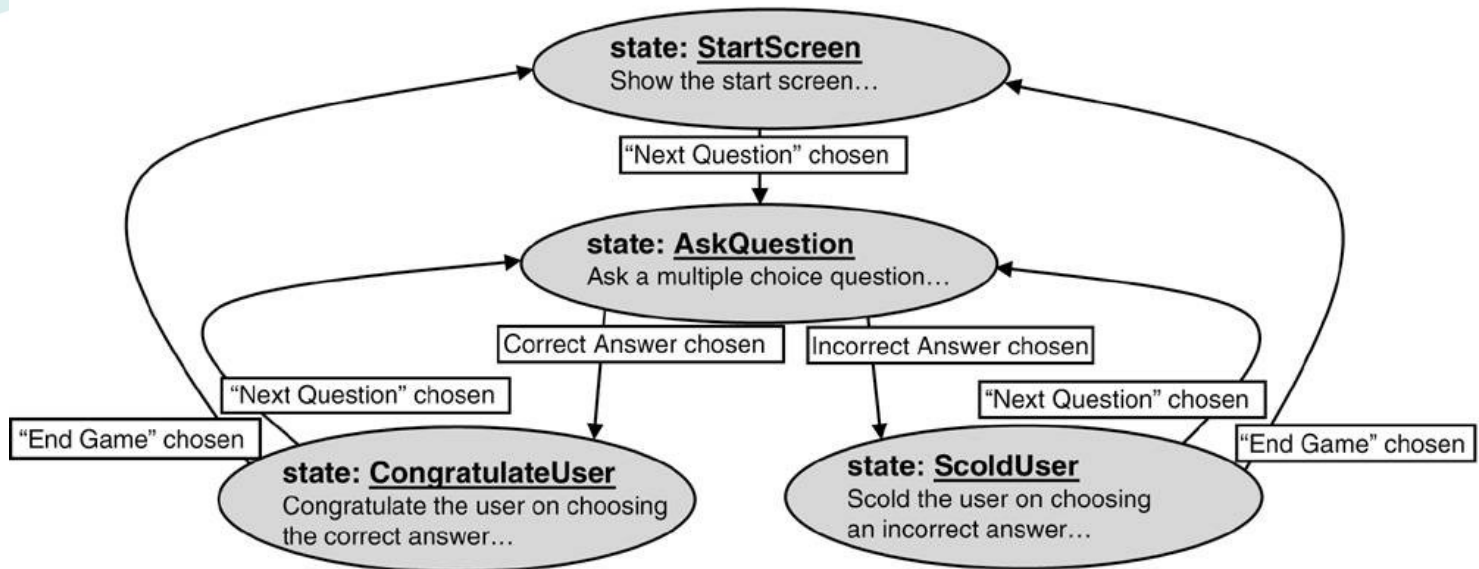 state: StartScreen
Show the start screen…
“Next Question” chosen
state: AskQuestion
Ask a multiple choice question…
Correct Answer chosen
Incorrect Answer chosen
“Next Question” chosen
“Next Question” chosen
“End Game” chosen
“End Game” chosen
state: CongratulateUser
Congratulate the user on choosing
the correct answer…
state: ScoldUser
Scold the user on choosing
an incorrect answer…